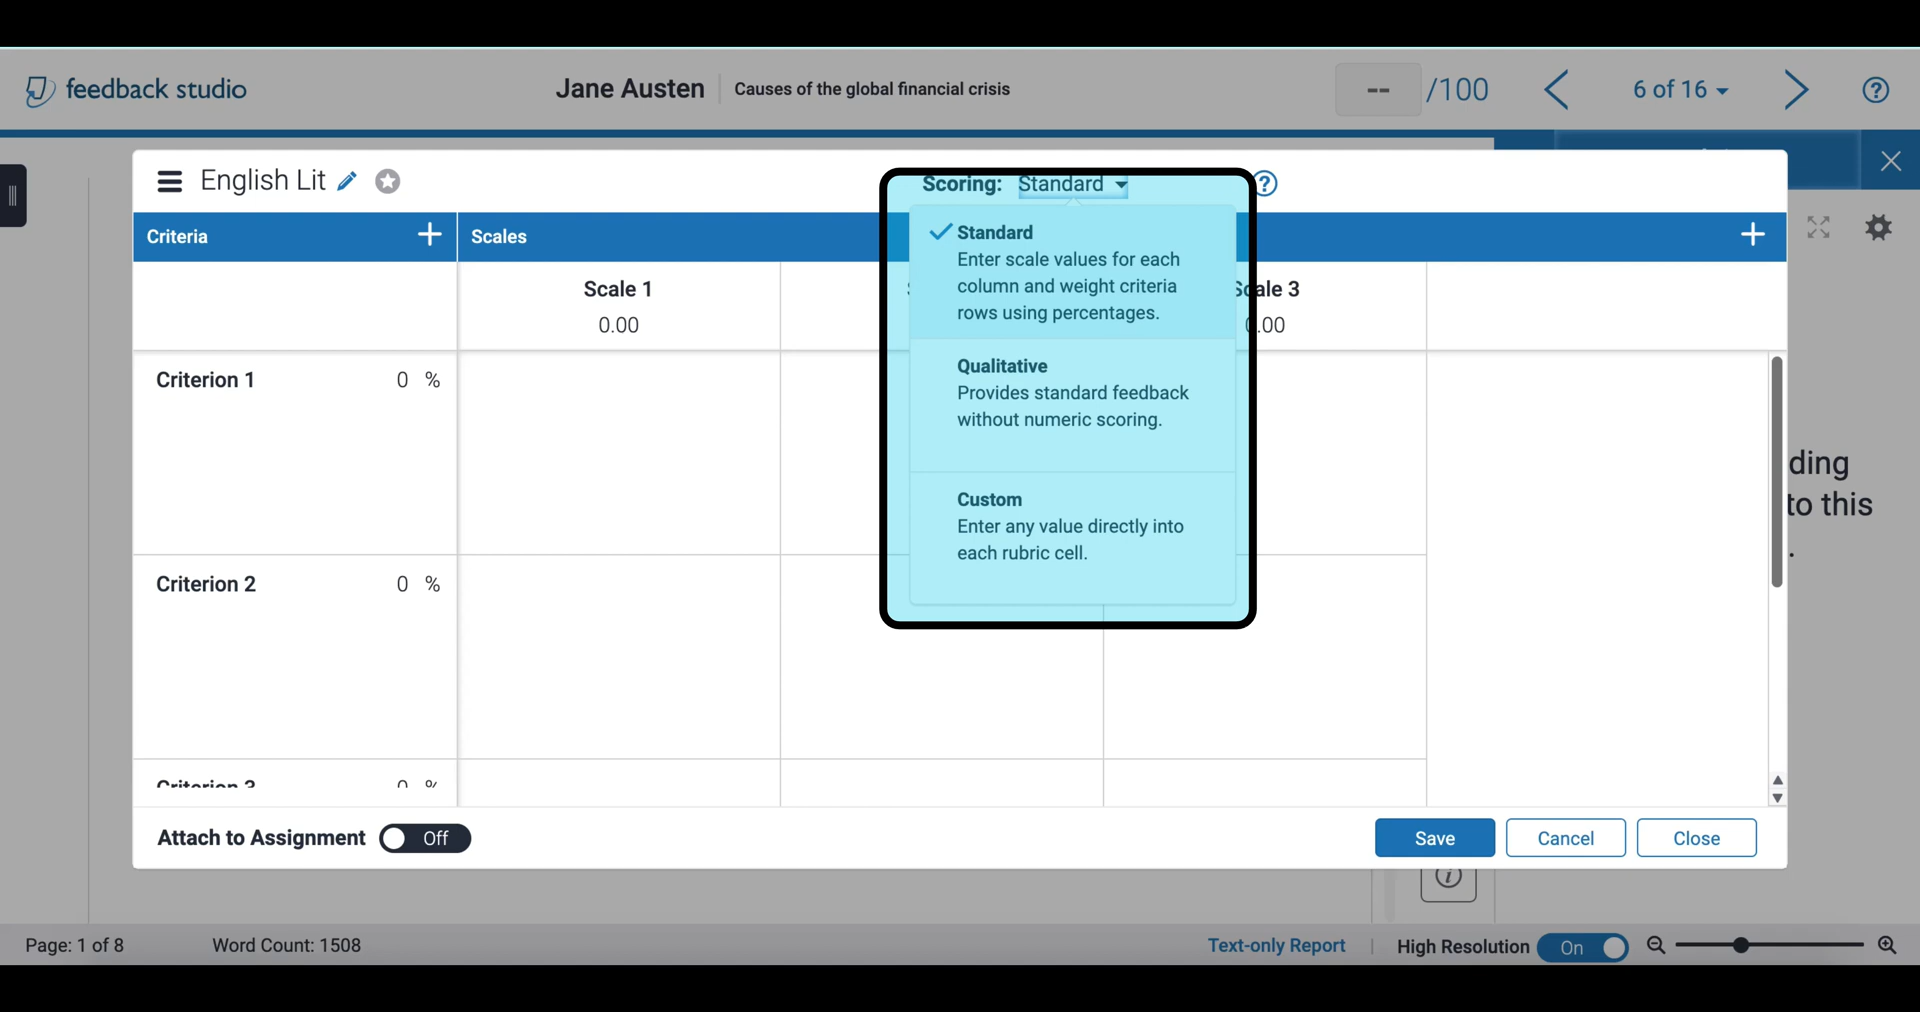 feedback studio
Jane Austen
Causes of the global financial crisis
-- /100
6 of 16
English Lit
Scoring: Standard
Criteria
Scales
Standard
Enter scale values for each
column and weight criteria
rows using percentages.
Scale 1
0.00
Scale 3
.00
Qualitative
Provides standard feedback
without numeric scoring.
Criterion 1 0 %
Custom
Enter any value directly into
each rubric cell.
ding
to this
.
Criterion 2 0 %
Criterion 3 0 %
Attach to Assignment Off
Save
Cancel
Close
Page: 1 of 8
Word Count: 1508
Text-only Report
High Resolution On